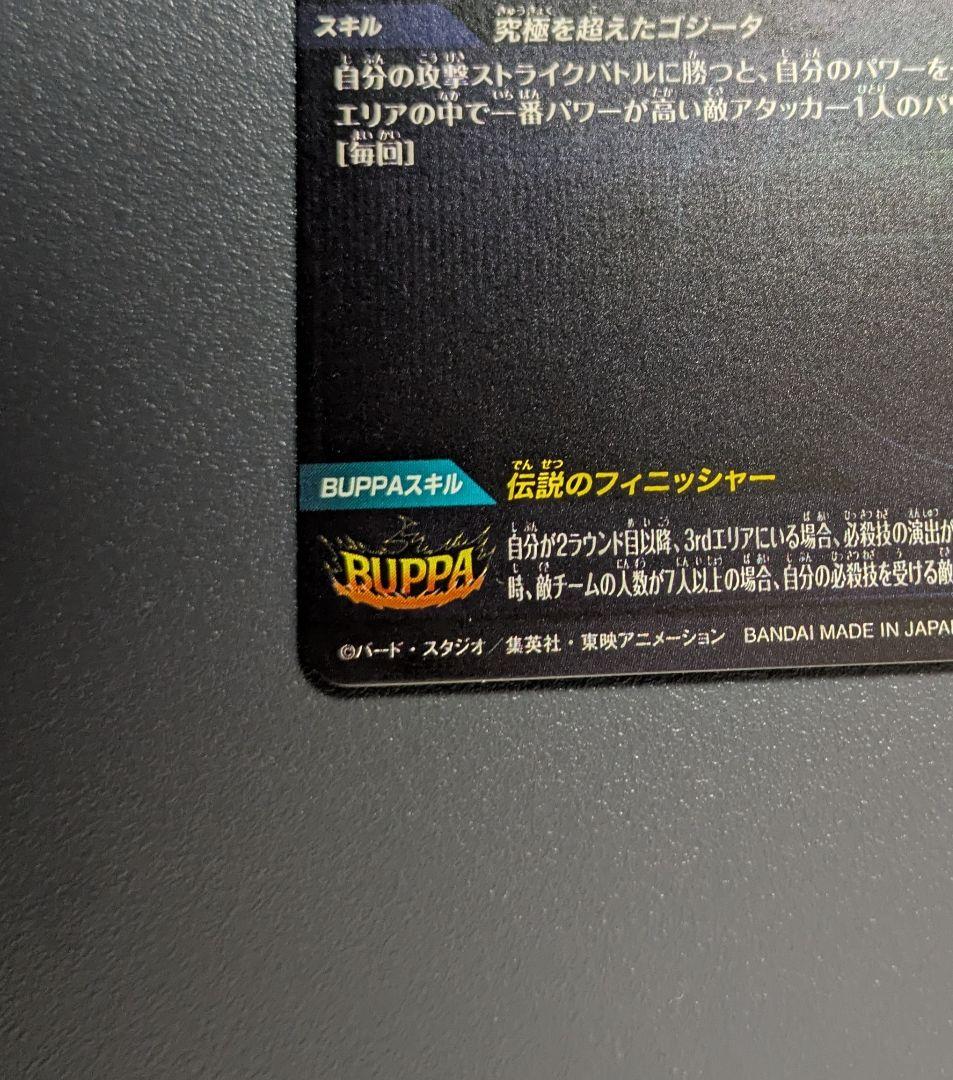 スキル 究極を超えたゴジータ
自分の攻撃ストライクバトルに勝つと、自分のパワーを
エリアの中で一番パワーが高い敵アタッカー1人のパ
[毎回]
BUPPAスキル 伝説のフィニッシャー
自分が2ラウンド目以降、3rdエリアにいる場合、必殺技の演出が
BUPPA 時、敵チームの人数が7人以上の場合、自分の必殺技を受ける敵
©バード・スタジオ／集英社・東映アニメーション BANDAI MADE IN JAPAN